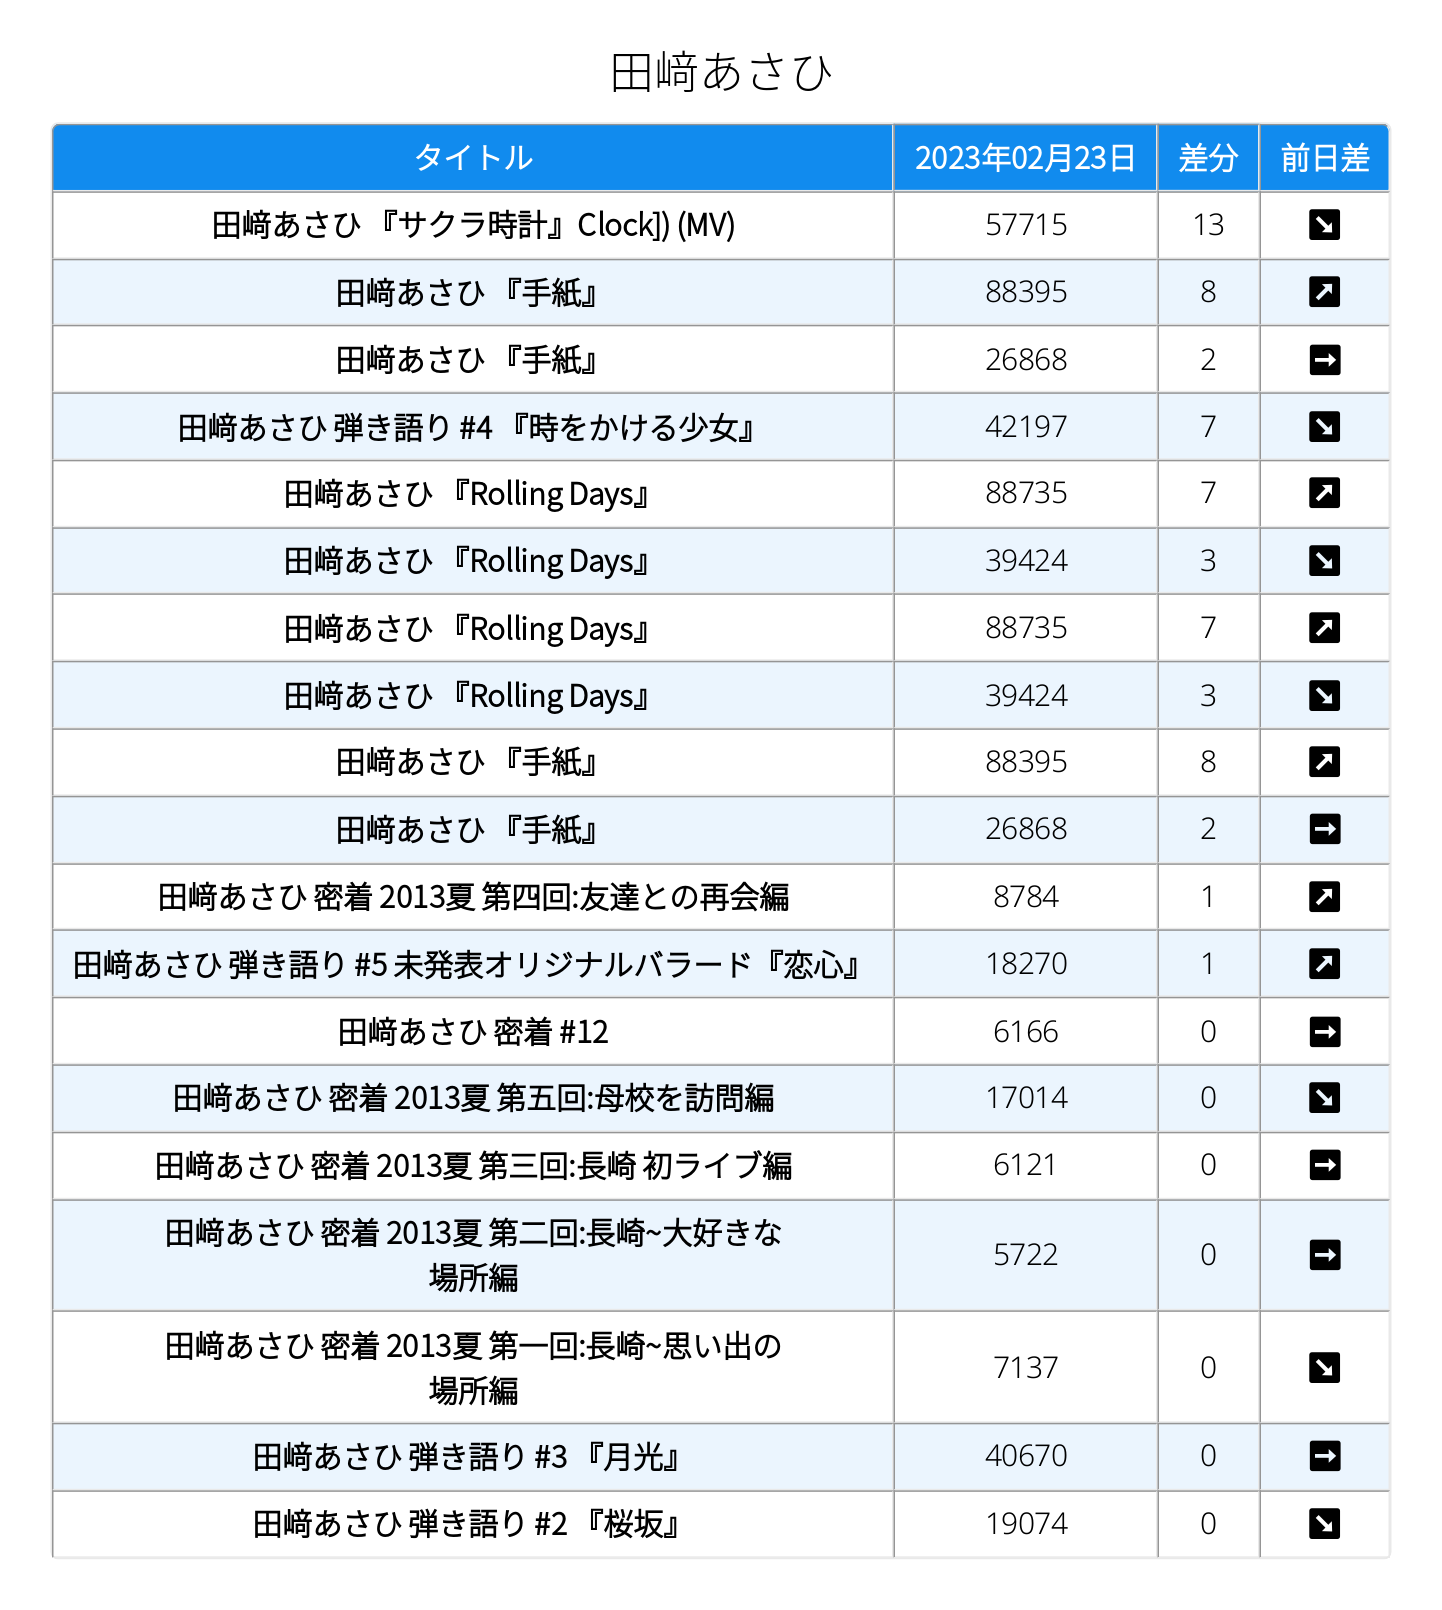 田﨑あさひ
タイトル 2023年02月23日 差分 前日差
田﨑あさひ 『サクラ時計』Clock]) (MV) 57715 13
田﨑あさひ 『手紙』 88395 8
田﨑あさひ 『手紙』 26868 2
田﨑あさひ 弾き語り #4 『時をかける少女』 42197 7
田﨑あさひ 『Rolling Days』 88735 7
田﨑あさひ 『Rolling Days』 39424 3
田﨑あさひ 『Rolling Days』 88735 7
田﨑あさひ 『Rolling Days』 39424 3
田﨑あさひ 『手紙』 88395 8
田﨑あさひ 『手紙』 26868 2
田﨑あさひ 密着 2013夏 第四回:友達との再会編 8784 1
田﨑あさひ 弾き語り #5 未発表オリジナルバラード『恋心』 18270 1
田﨑あさひ 密着 #12 6166 0
田﨑あさひ 密着 2013夏 第五回:母校を訪問編 17014 0
田﨑あさひ 密着 2013夏 第三回:長崎 初ライブ編 6121 0
田﨑あさひ 密着 2013夏 第二回:長崎~大好きな
場所編 5722 0
田﨑あさひ 密着 2013夏 第一回:長崎~思い出の
場所編 7137 0
田﨑あさひ 弾き語り #3 『月光』 40670 0
田﨑あさひ 弾き語り #2 『桜坂』 19074 0